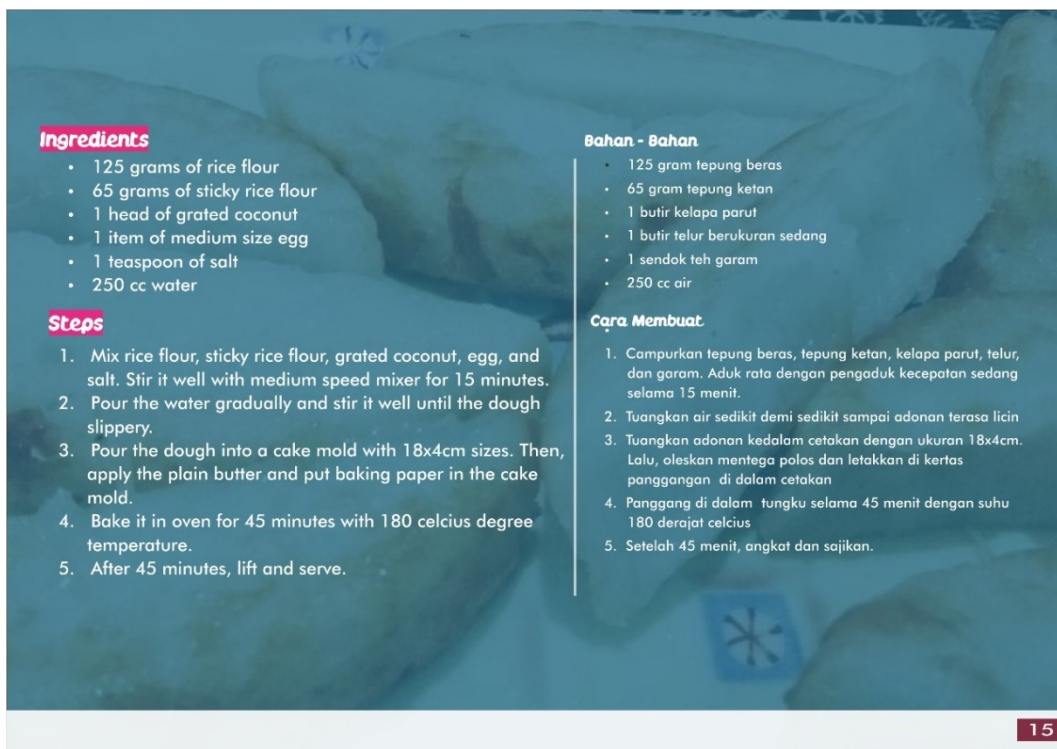 Ingredients
• 125 grams of rice flour
• 65 grams of sticky rice flour
• 1 head of grated coconut
• 1 item of medium size egg
• 1 teaspoon of salt
• 250 cc water
Steps
1. Mix rice flour, sticky rice flour, grated coconut, egg, and
salt. Stir it well with medium speed mixer for 15 minutes.
2. Pour the water gradually and stir it well until the dough
slippery.
3. Pour the dough into a cake mold with 18x4cm sizes. Then,
apply the plain butter and put baking paper in the cake
mold.
4. Bake it in oven for 45 minutes with 180 celcius degree
temperature.
5. After 45 minutes, lift and serve.
Bahan - Bahan
• 125 gram tepung beras
• 65 gram tepung ketan
• 1 butir kelapa parut
• 1 butir telur berukuran sedang
• 1 sendok teh garam
• 250 cc air
Cara Membuat
1. Campurkan tepung beras, tepung ketan, kelapa parut, telur,
dan garam. Aduk rata dengan pengaduk kecepatan sedang
selama 15 menit.
2. Tuangkan air sedikit demi sedikit sampai adonan terasa licin
3. Tuangkan adonan kedalam cetakan dengan ukuran 18x4cm.
Lalu, oleskan mentega polos dan letakkan di kertas
panggangan di dalam cetakan
4. Panggang di dalam tungku selama 45 menit dengan suhu
180 derajat celcius
5. Setelah 45 menit, angkat dan sajikan.
15